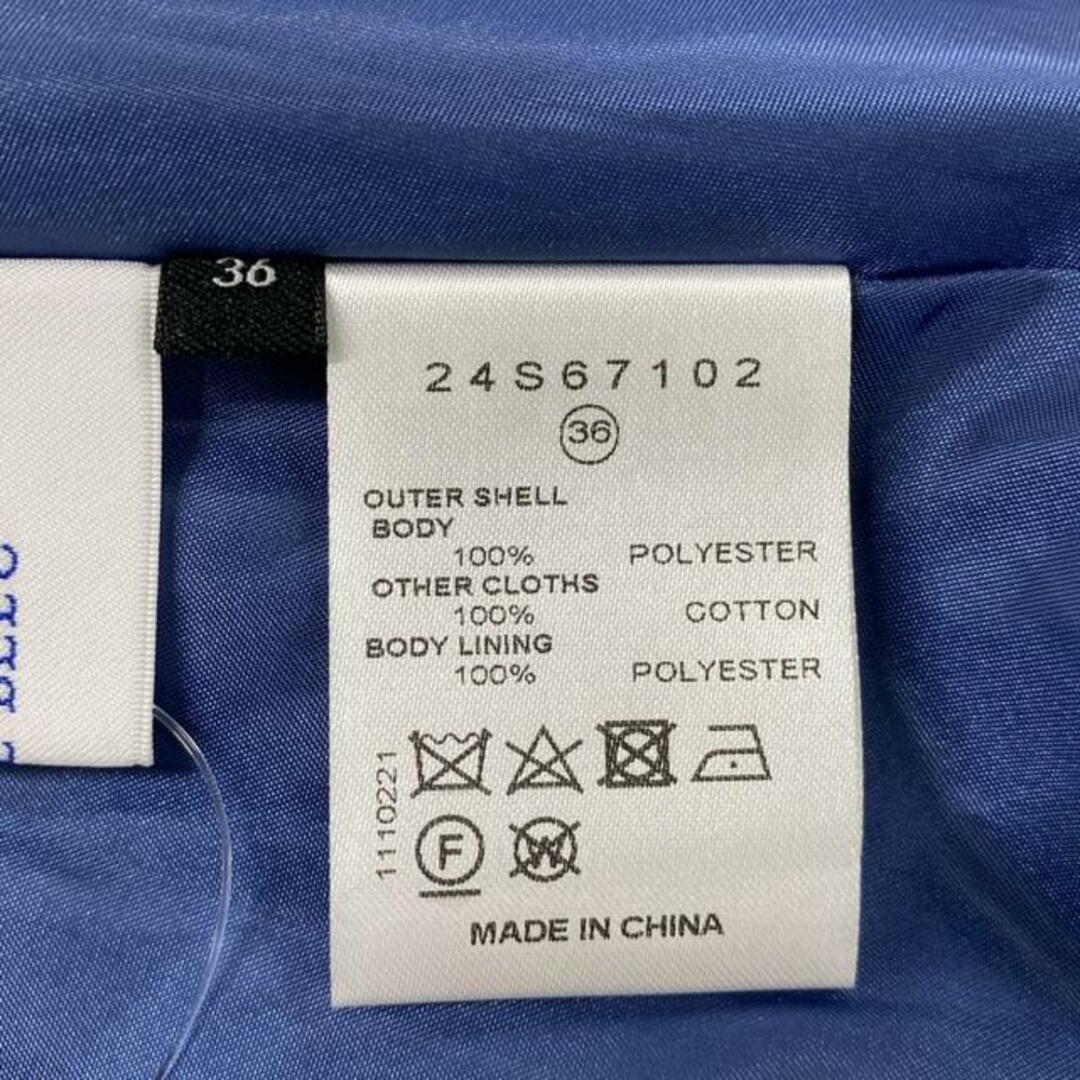 36
24S67102
36
OUTER SHELL
BODY
100% POLYESTER
OTHER CLOTHS
100% COTTON
BODY LINING
100% POLYESTER
1110221
F
W
MADE IN CHINA